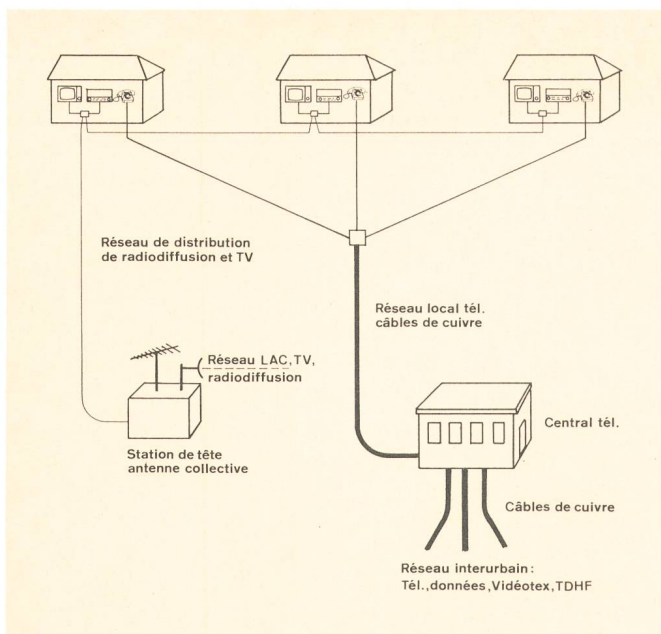 Réseau de distribution
de radiodiffusion et TV
Réseau local tél.
câbles de cuivre
Réseau LAC,TV,
radiodiffusion
Station de tête
antenne collective
Central tél.
Câbles de cuivre
Réseau interurbain:
Tél.,données,Vidéotex,TDHF